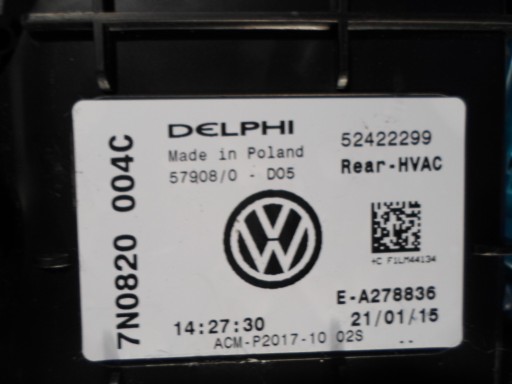 7N0820 004C
DELPHI
Made in Poland
57908/0 - D05
52422299
Rear-HVAC
+C F1LM44134
E-A278836
14:27:30
21/01/15
ACM-P2017-10 02S
--